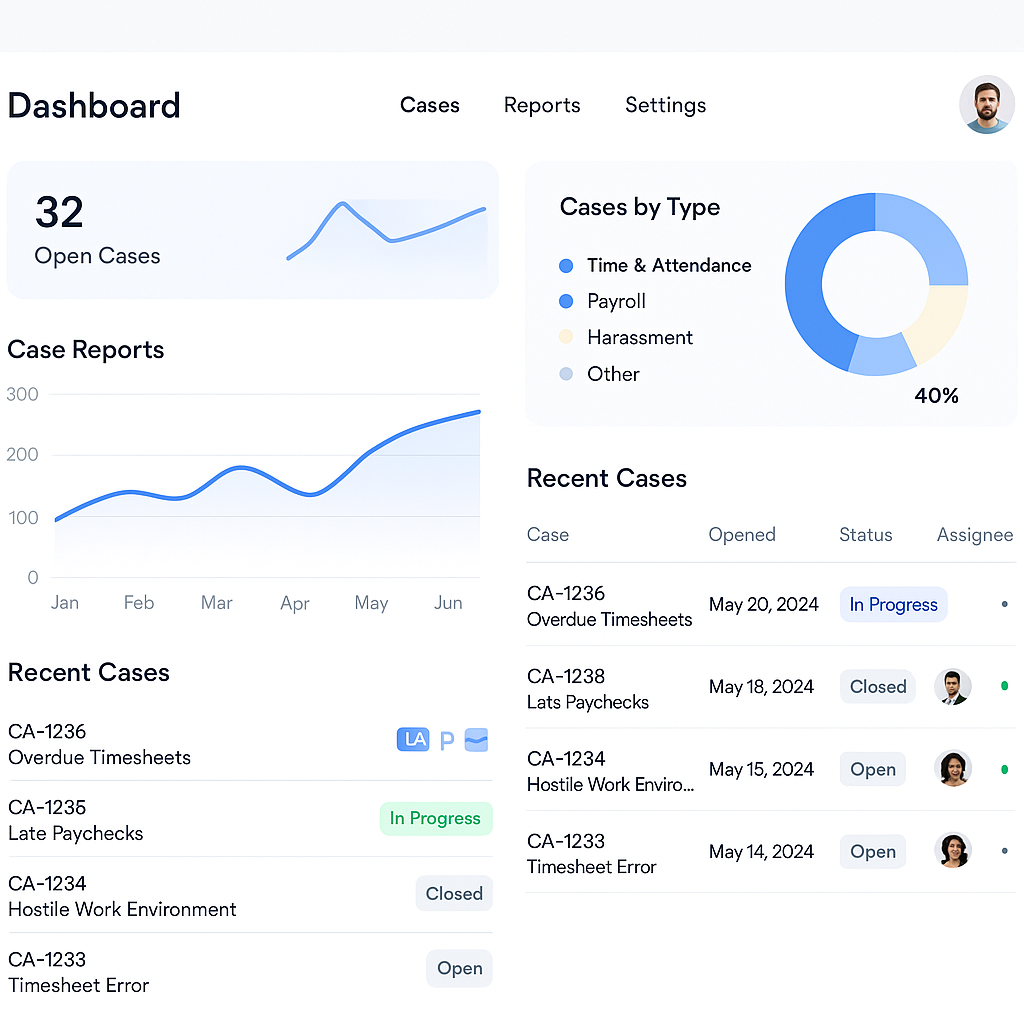 Dashboard
Cases
Reports
Settings
32
Open Cases
Cases by Type
Time & Attendance
Payroll
Harassment
Other
40%
Case Reports
300
200
100
0
Jan Feb Mar Apr May Jun
Recent Cases
CA-1236
Overdue Timesheets
LA P
CA-1235
Late Paychecks
In Progress
CA-1234
Hostile Work Environment
Closed
CA-1233
Timesheet Error
Open
Recent Cases
Case Opened Status Assignee
CA-1236
Overdue Timesheets
May 20, 2024
In Progress
CA-1238
Lats Paychecks
May 18, 2024
Closed
CA-1234
Hostile Work Enviro...
May 15, 2024
Open
CA-1233
Timesheet Error
May 14, 2024
Open